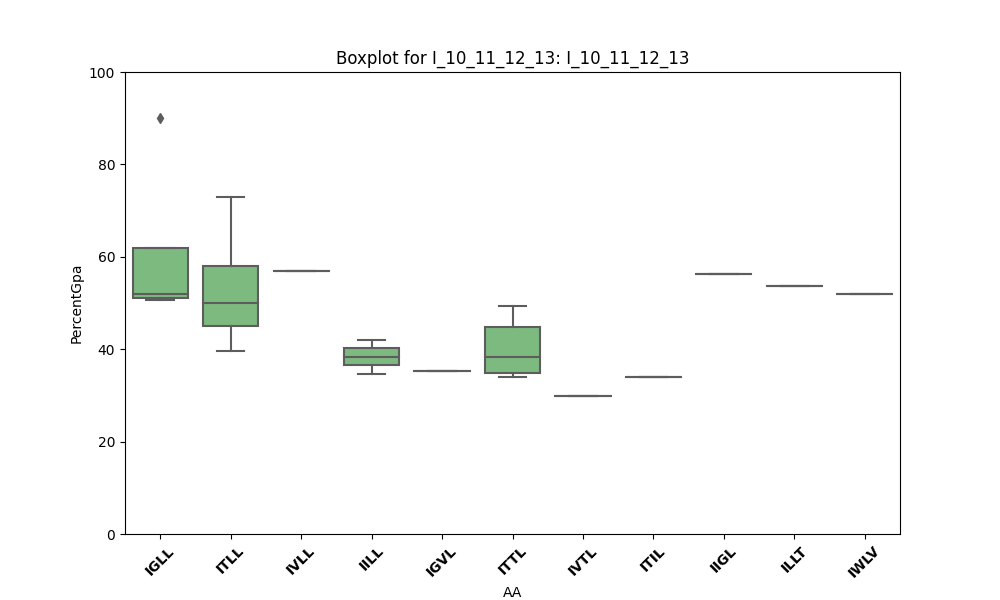 Boxplot for I_10_11_12_13: I_10_11_12_13
100
80
60
40
20
0
PercentGpa
IGLL
ITLL
IVLL
IILL
IGVL
ITTL
IVTL
ITIL
IIGL
ILLT
IWLV
AA